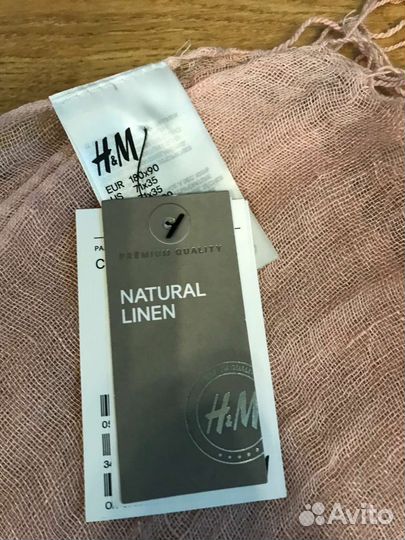 H&M
EUR 180x90
US 71x35
PREMIUM QUALITY
NATURAL
LINEN
H&M
Avito